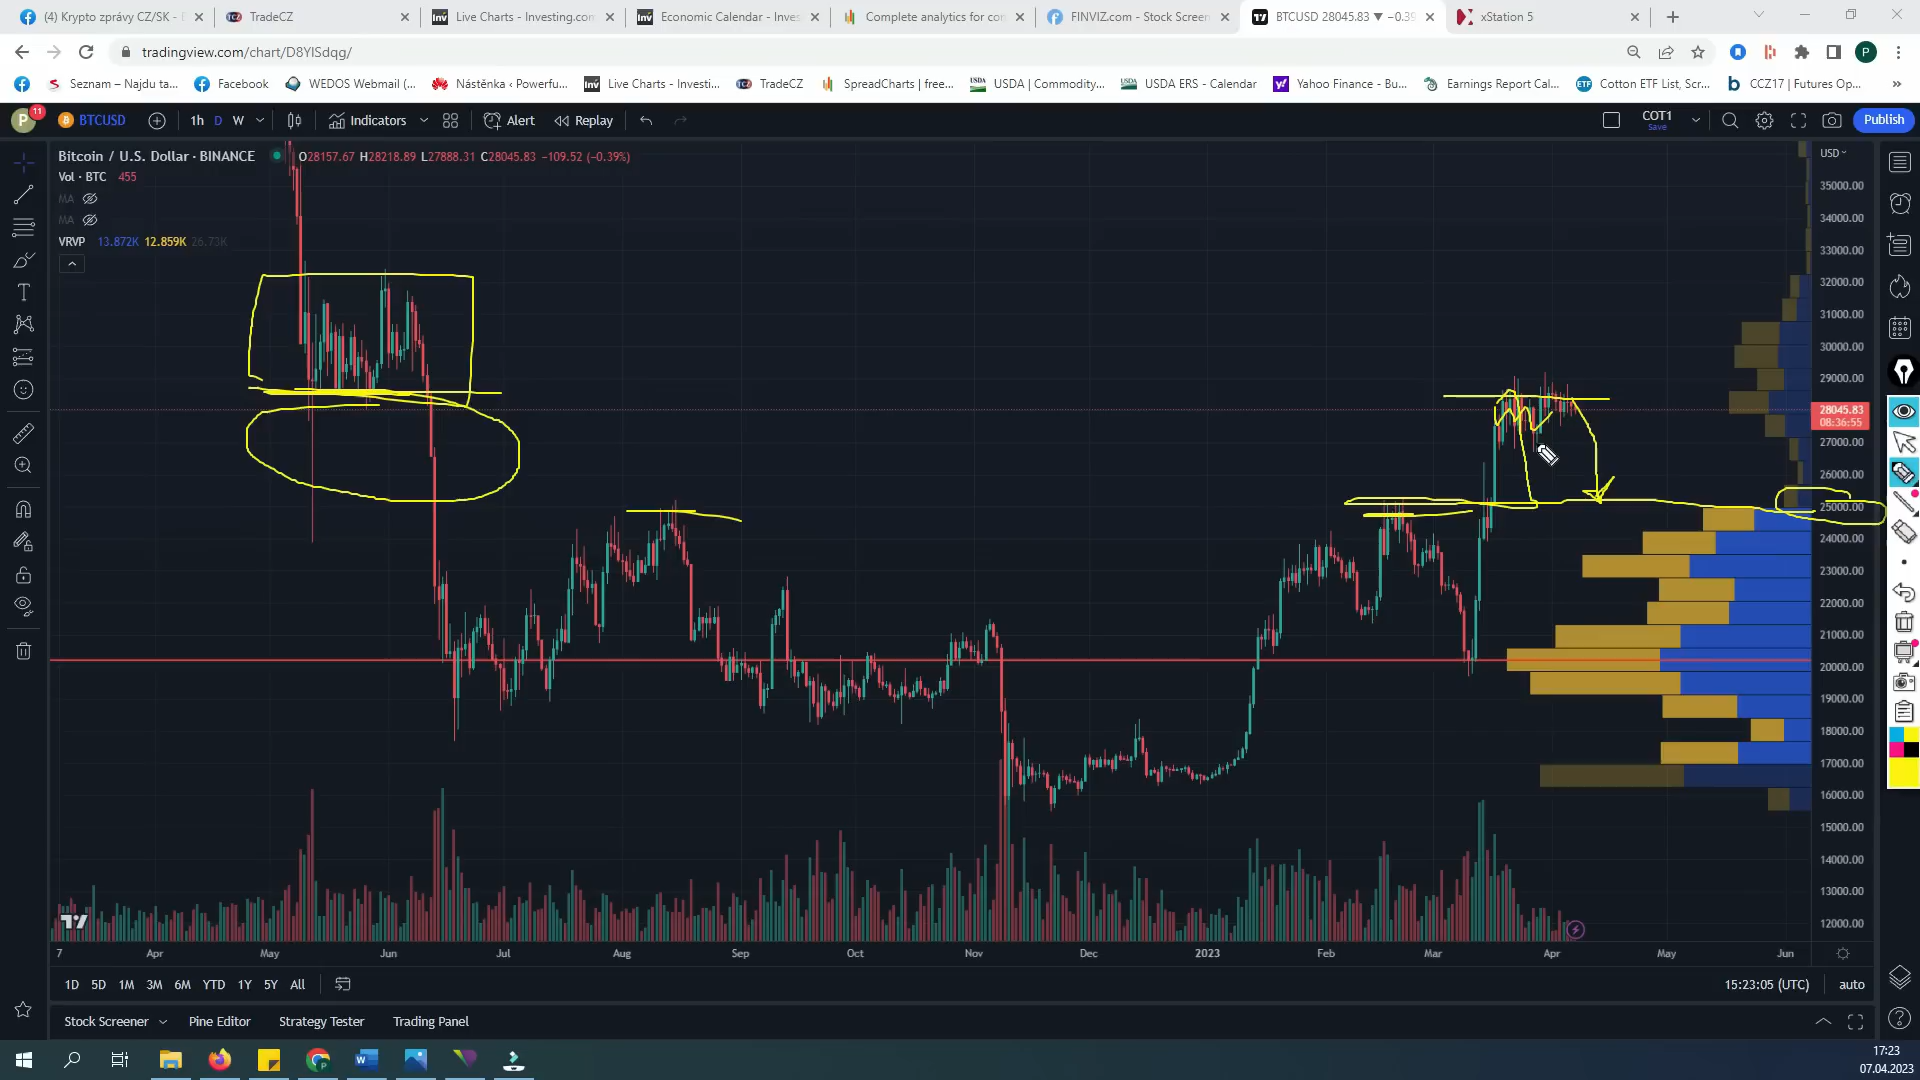 (4) Krypto zprávy CZ/SK -
TradeCZ
Live Charts - Investing.com
Economic Calendar - Inves
Complete analytics for con
FINVIZ.com - Stock Screen
BTCUSD 28045.83 ▼ −0.39
xStation 5
tradingview.com/chart/D8YlSdqg/
P
Seznam – Najdu ta...
Facebook
WEDOS Webmail (...
Nástěnka ‹ Powerfu...
Live Charts - Investi...
TradeCZ
SpreadCharts | free...
USDA | Commodity...
USDA ERS - Calendar
Yahoo Finance - Bu...
Earnings Report Cal...
Cotton ETF List, Scr...
CCZ17 | Futures Op...
»
P
11
BTCUSD
1h
D
W
Indicators
Alert
Replay
COT1
Save
Publish
Bitcoin / U.S. Dollar · BINANCE
O28157.67 H28218.89 L27888.31 C28045.83 −109.52 (−0.39%)
Vol · BTC 455
MA
MA
VRVP 13.872K 12.859K 26.73K
USD
35000.00
34000.00
33000.00
32000.00
31000.00
30000.00
29000.00
28045.83
08:36:55
27000.00
26000.00
25000.00
24000.00
23000.00
22000.00
21000.00
20000.00
19000.00
18000.00
17000.00
16000.00
15000.00
14000.00
13000.00
12000.00
7
Apr
May
Jun
Jul
Aug
Sep
Oct
Nov
Dec
2023
Feb
Mar
Apr
May
Jun
1D
5D
1M
3M
6M
YTD
1Y
5Y
All
15:23:05 (UTC)
auto
Stock Screener
Pine Editor
Strategy Tester
Trading Panel
17:23
07.04.2023